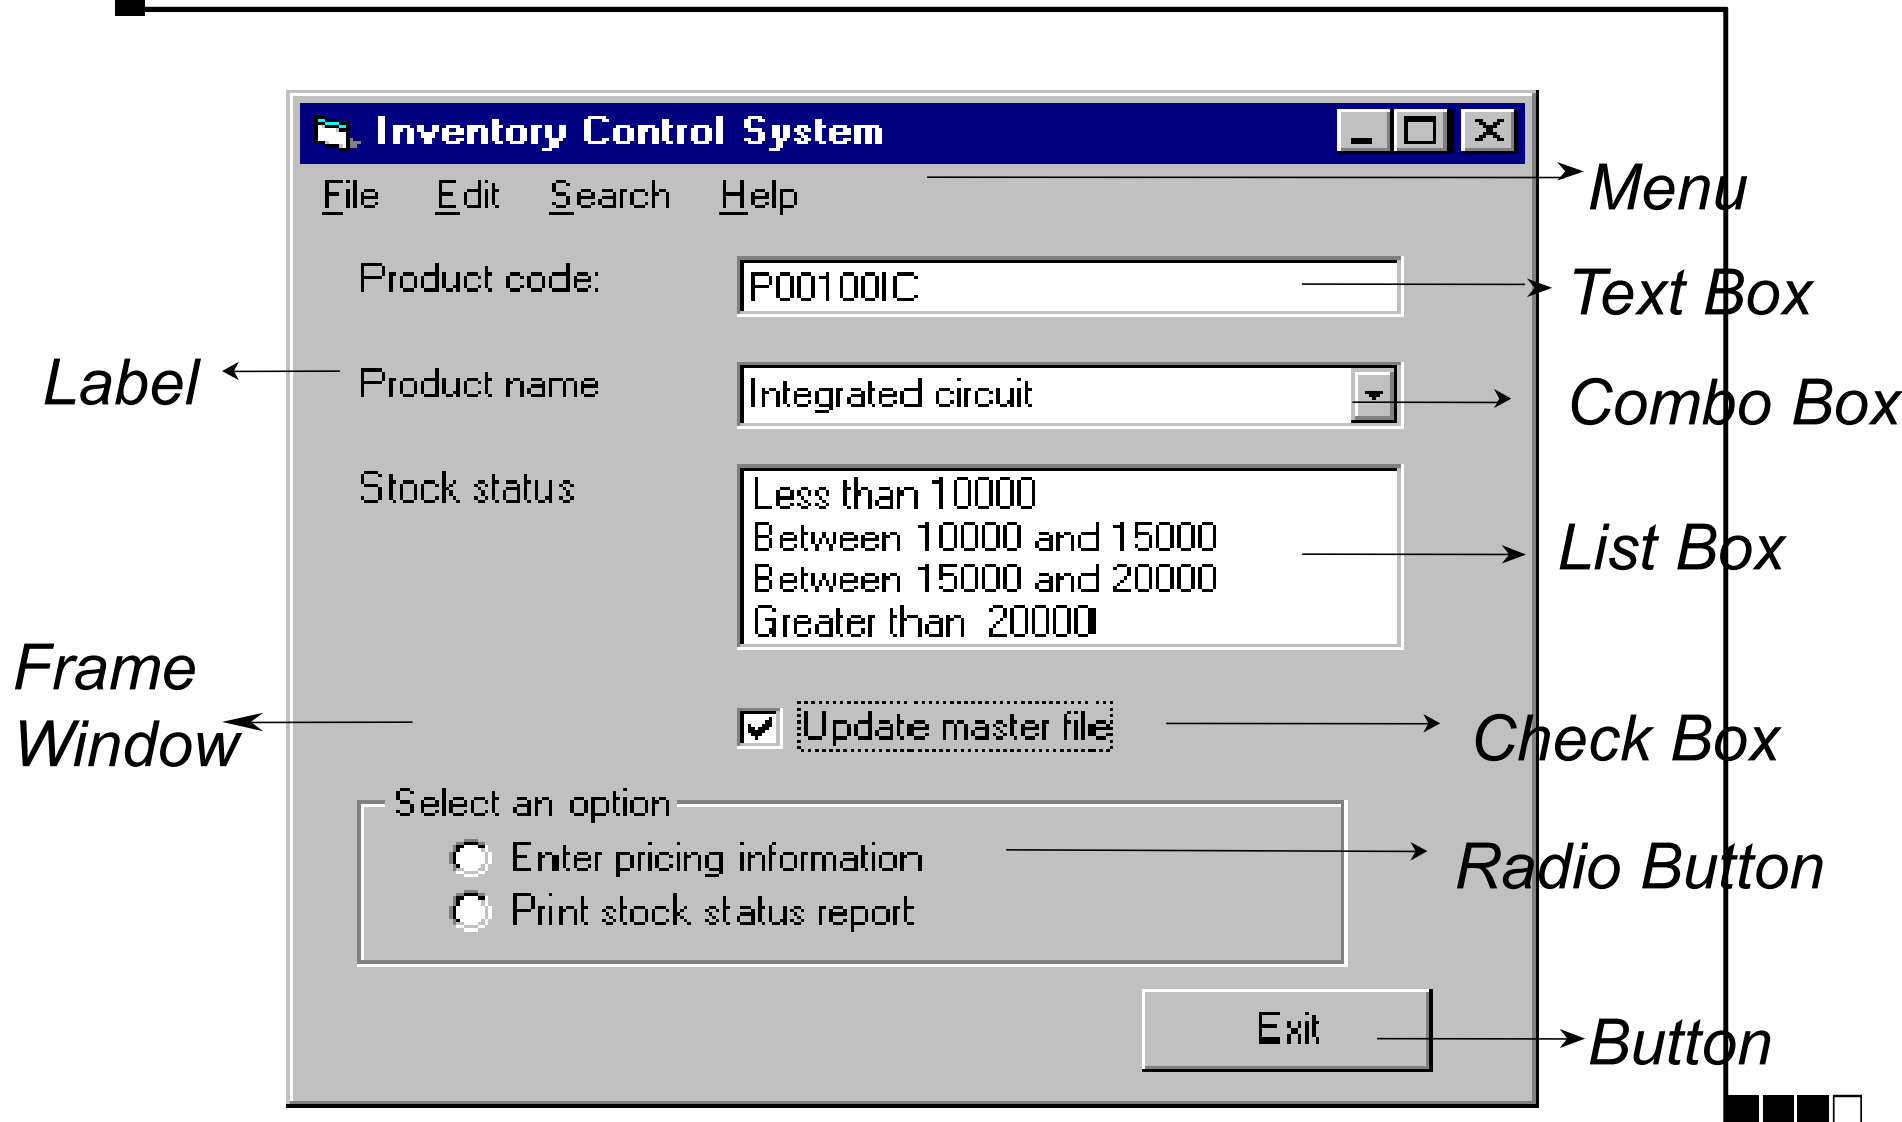 Inventory Control System
File Edit Search Help
Menu
Product code:
P00100IC
Text Box
Label
Product name
Integrated circuit
Combo Box
Stock status
Less than 10000
Between 10000 and 15000
Between 15000 and 20000
Greater than 20000
List Box
Frame
Window
Update master file
Check Box
Select an option
Enter pricing information
Radio Button
Print stock status report
Exit
Button